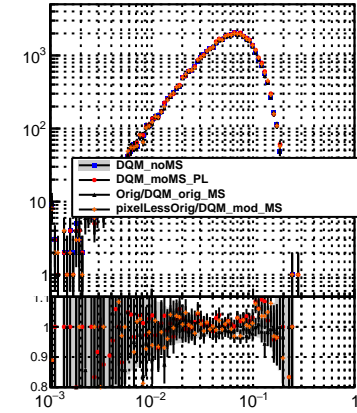 10³
10²
DQM_noMS
DQM_moMS_PL
Orig/DQM_orig_MS
pixelLessOrig/DQM_mod_MS
10
1
1.1
1
0.9
0.8
10⁻³ 10⁻² 10⁻¹ 1